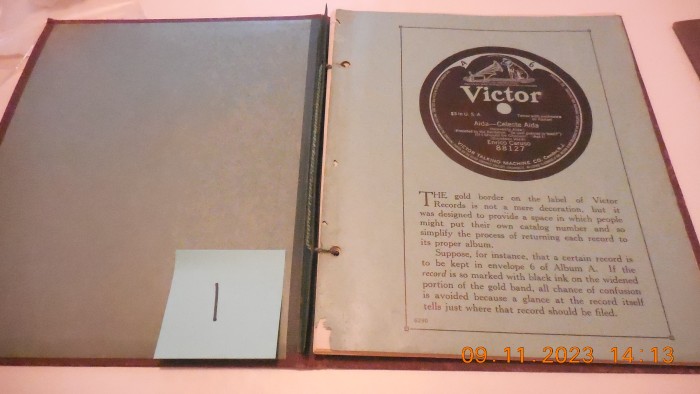 A 6
Victor
Aida—Celeste Aida
Enrico Caruso
88127
VICTOR TALKING MACHINE CO. Camden, N.J.
THE gold border on the label of Victor
Records is not a mere decoration, but it
was designed to provide a space in which people
might put their own catalog number and so
simplify the process of returning each record to
its proper album.
Suppose, for instance, that a certain record is
to be kept in envelope 6 of Album A. If the
record is so marked with black ink on the widened
portion of the gold band, all chance of confusion
is avoided because a glance at the record itself
tells just where that record should be filed.
1
09.11.2023 14:13